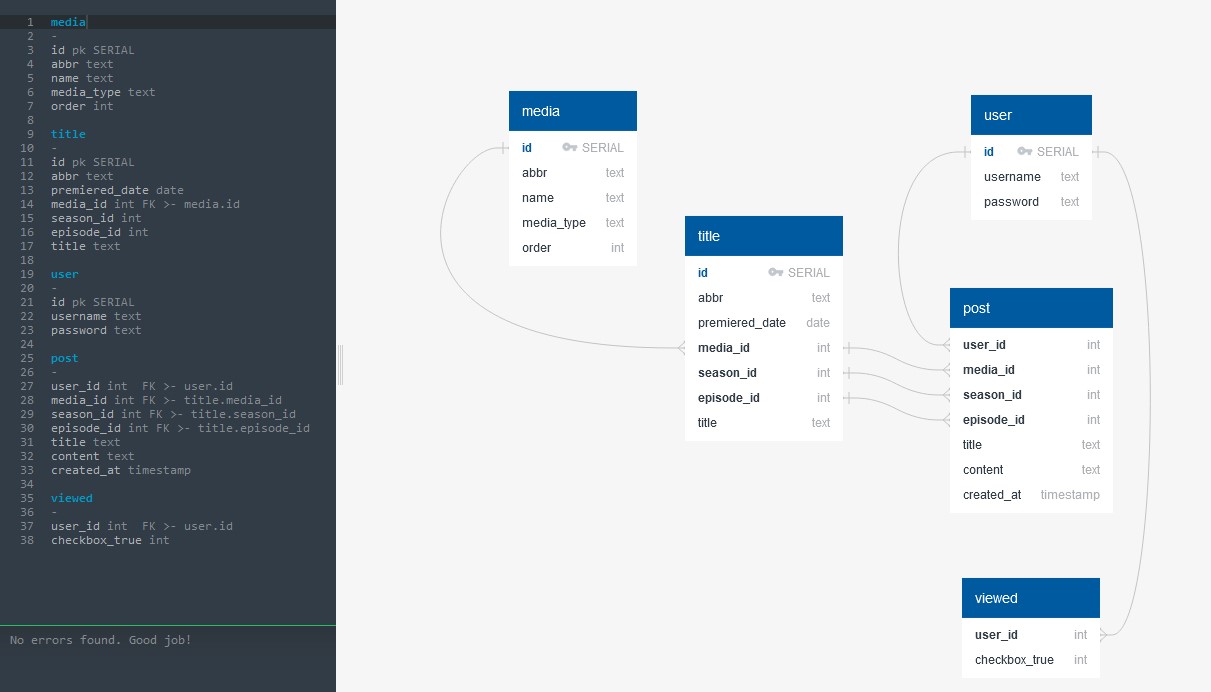 1 media
2 -
3 id pk SERIAL
4 abbr text
5 name text
6 media_type text
7 order int
8
9 title
10 -
11 id pk SERIAL
12 abbr text
13 premiered_date date
14 media_id int FK >- media.id
15 season_id int
16 episode_id int
17 title text
18
19 user
20 -
21 id pk SERIAL
22 username text
23 password text
24
25 post
26 -
27 user_id int  FK >- user.id
28 media_id int FK >- title.media_id
29 season_id int FK >- title.season_id
30 episode_id int FK >- title.episode_id
31 title text
32 content text
33 created_at timestamp
34
35 viewed
36 -
37 user_id int  FK >- user.id
38 checkbox_true int
No errors found. Good job!
media
id SERIAL
abbr text
name text
media_type text
order int
title
id SERIAL
abbr text
premiered_date date
media_id int
season_id int
episode_id int
title text
user
id SERIAL
username text
password text
post
user_id int
media_id int
season_id int
episode_id int
title text
content text
created_at timestamp
viewed
user_id int
checkbox_true int